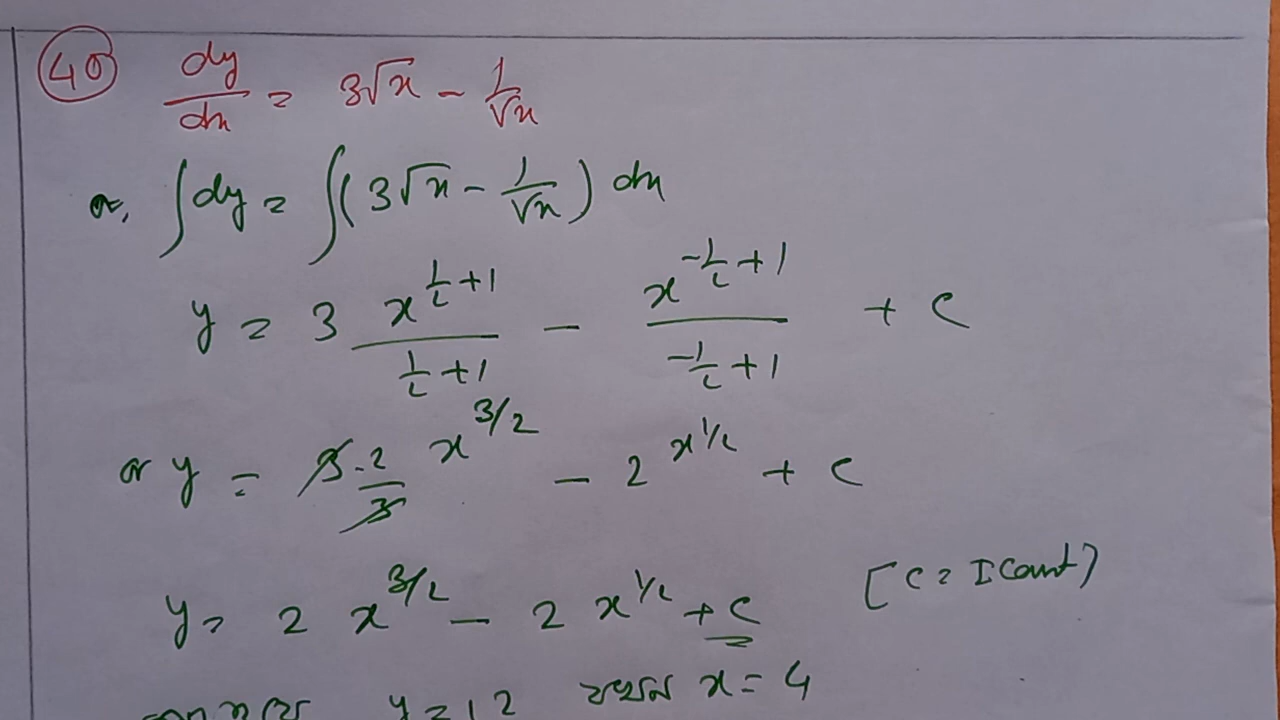 40 dy/dx = 3√x - 1/√x
or, ∫dy = ∫(3√x - 1/√x) dx
y = 3 x^(1/2+1)/(1/2+1) - x^(-1/2+1)/(-1/2+1) + c
or y = 3·2/3 x^3/2 - 2 x^1/2 + c
y = 2 x^3/2 - 2 x^1/2 + c [c = I Const)
y = 12 যখন x = 4